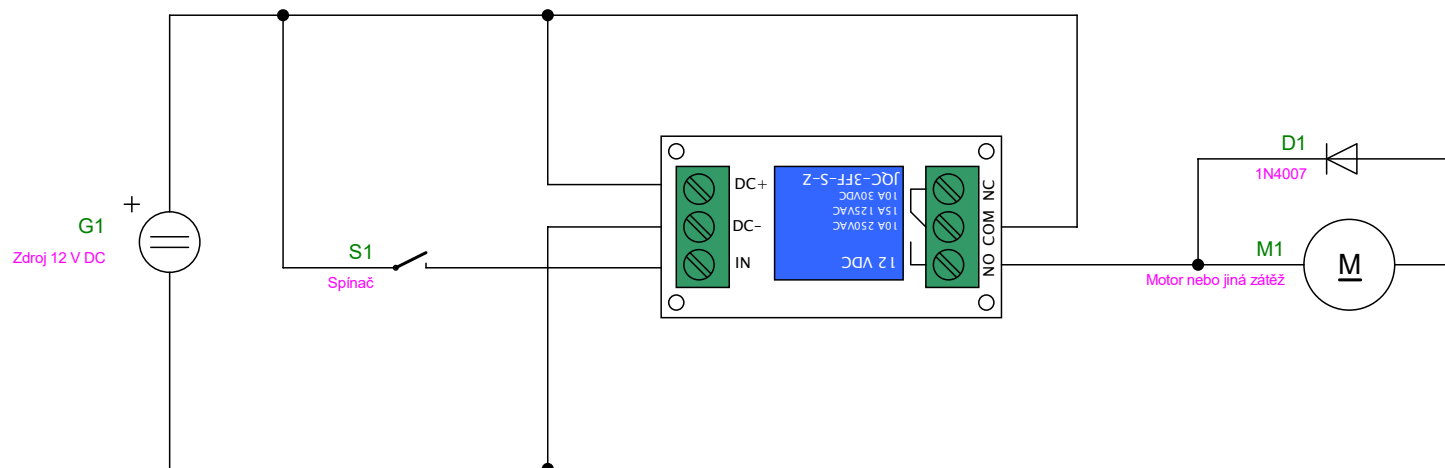 D1
1N4007
DC+
DC-
IN
JQC-3FF-S-Z
10A 30VDC
15A 125VAC
10A 250VAC
12 VDC
NO COM NC
+
G1
Zdroj 12 V DC
S1
Spínač
M1
Motor nebo jiná zátěž
M